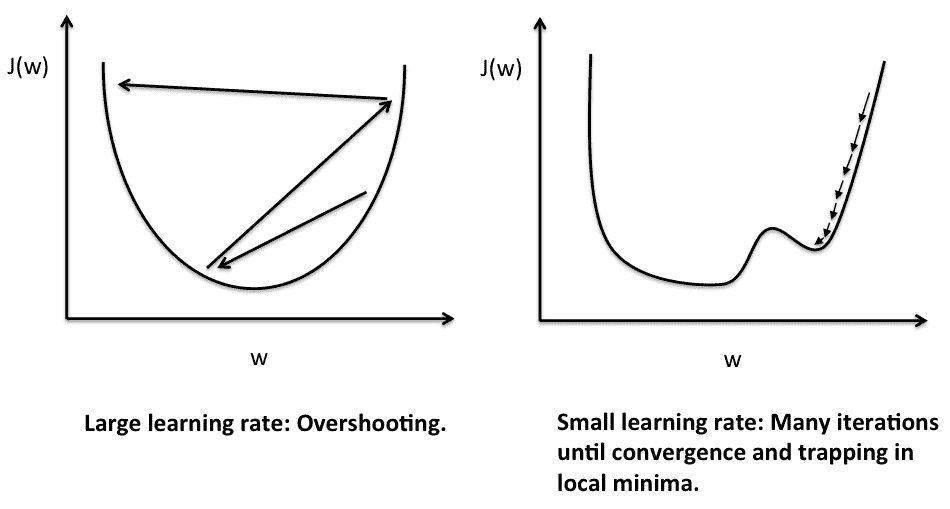 J(w)
w
Large learning rate: Overshooting.
J(w)
w
Small learning rate: Many iterations
until convergence and trapping in
local minima.